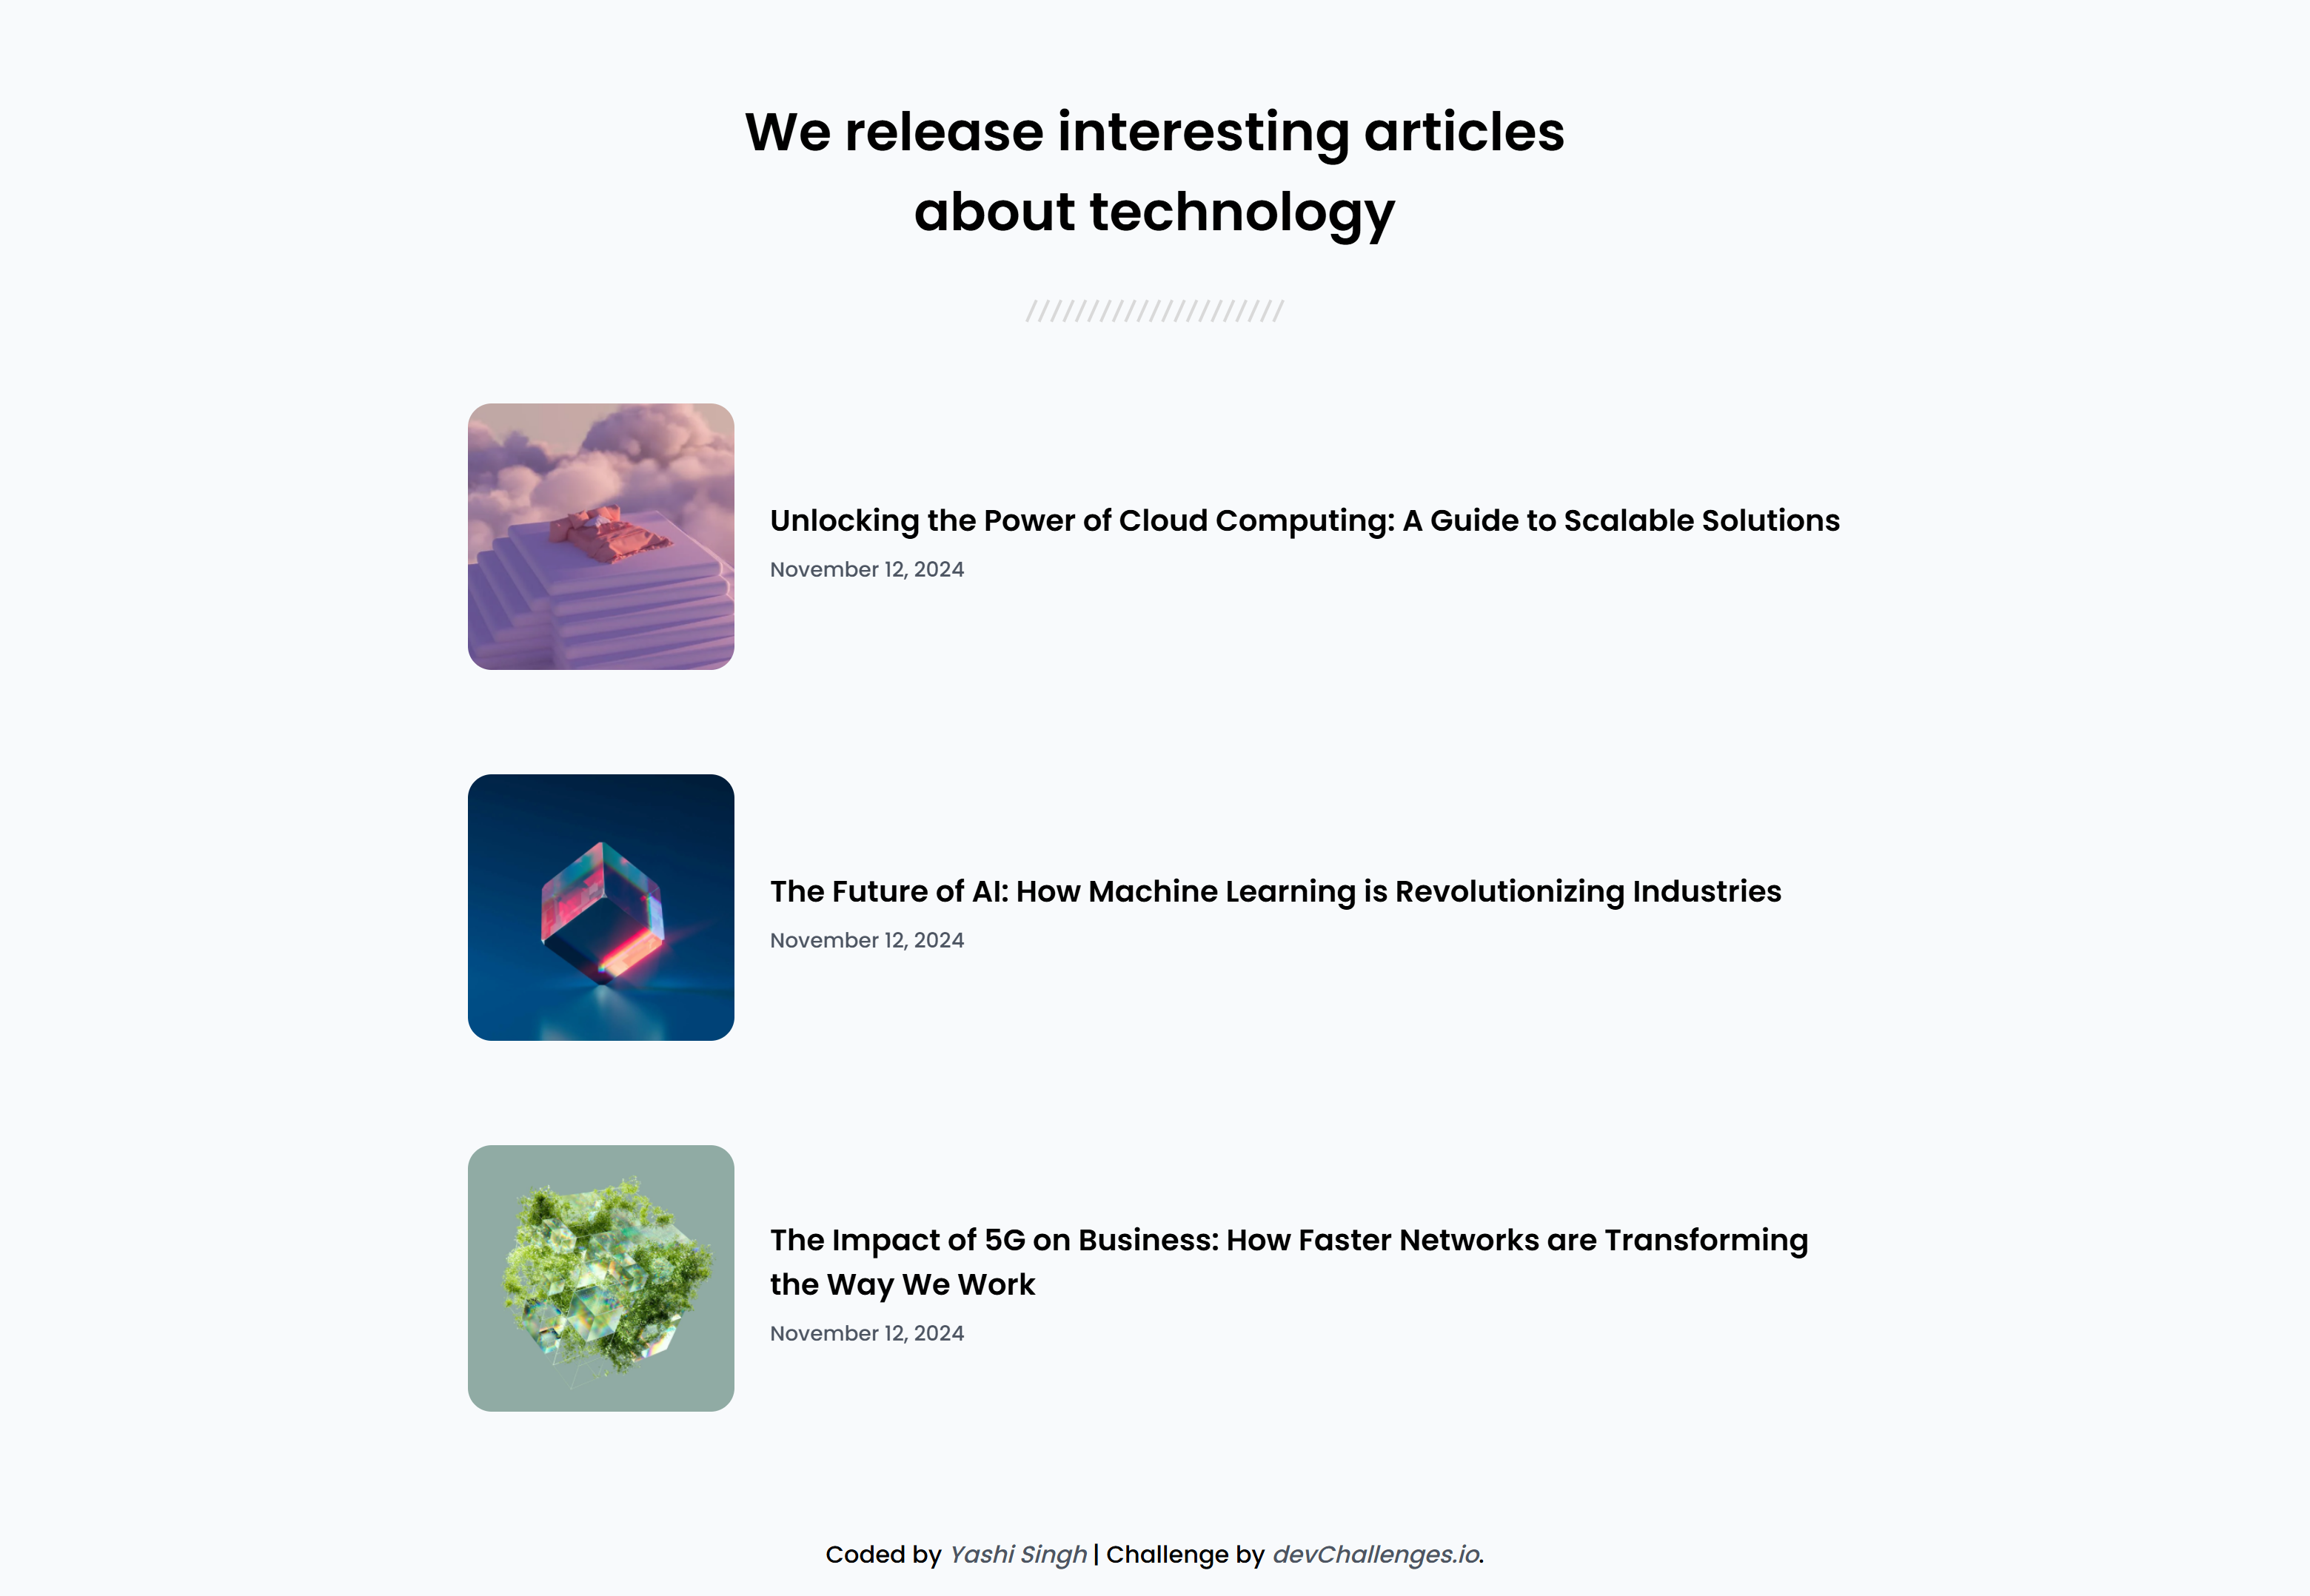 We release interesting articles
about technology
Unlocking the Power of Cloud Computing: A Guide to Scalable Solutions
November 12, 2024
The Future of AI: How Machine Learning is Revolutionizing Industries
November 12, 2024
The Impact of 5G on Business: How Faster Networks are Transforming
the Way We Work
November 12, 2024
Coded by Yashi Singh | Challenge by devChallenges.io.